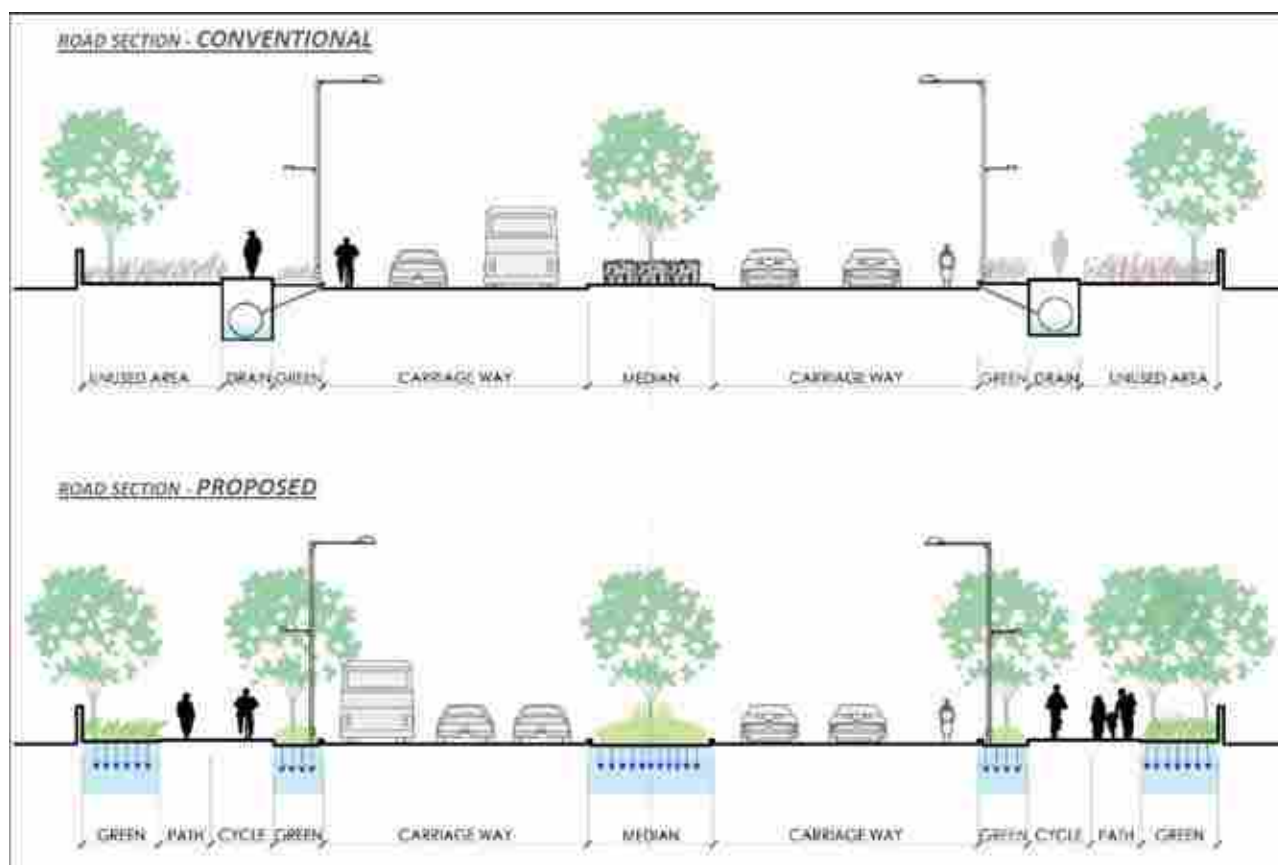 ROAD SECTION - CONVENTIONAL
UNUSED AREA DRAIN GREEN CARRIAGE WAY MEDIAN CARRIAGE WAY GREEN DRAIN UNUSED AREA
ROAD SECTION - PROPOSED
GREEN PATH CYCLE GREEN CARRIAGE WAY MEDIAN CARRIAGE WAY GREEN CYCLE PATH GREEN